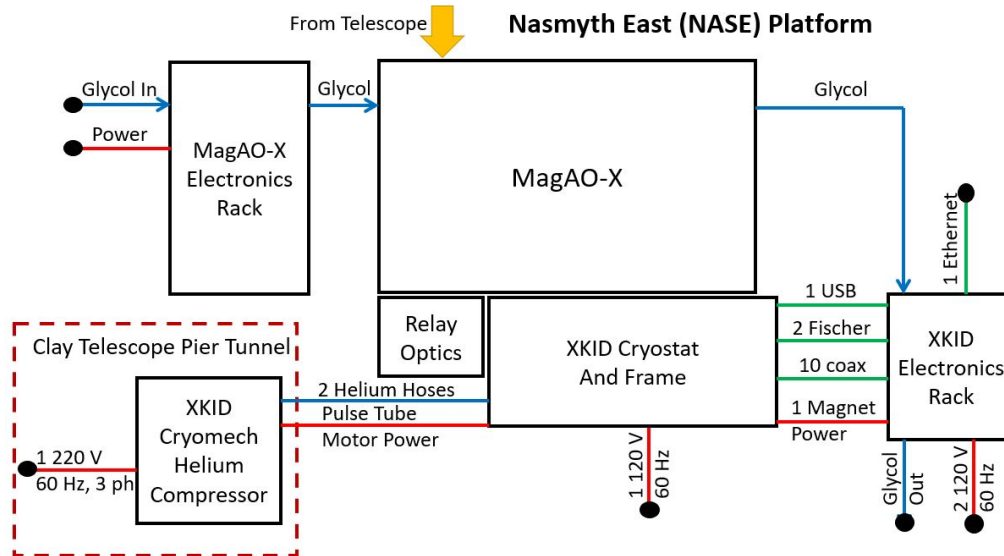 From Telescope
Nasmyth East (NASE) Platform
Glycol In
Power
MagAO-X
Electronics
Rack
Glycol
MagAO-X
Glycol
1 Ethernet
Relay
Optics
XKID Cryostat
And Frame
1 USB
2 Fischer
10 coax
1 Magnet
Power
XKID
Electronics
Rack
Clay Telescope Pier Tunnel
XKID
Cryomech
Helium
Compressor
2 Helium Hoses
Pulse Tube
Motor Power
1 220 V
60 Hz, 3 ph
1 120 V
60 Hz
Glycol
Out
2 120 V
60 Hz